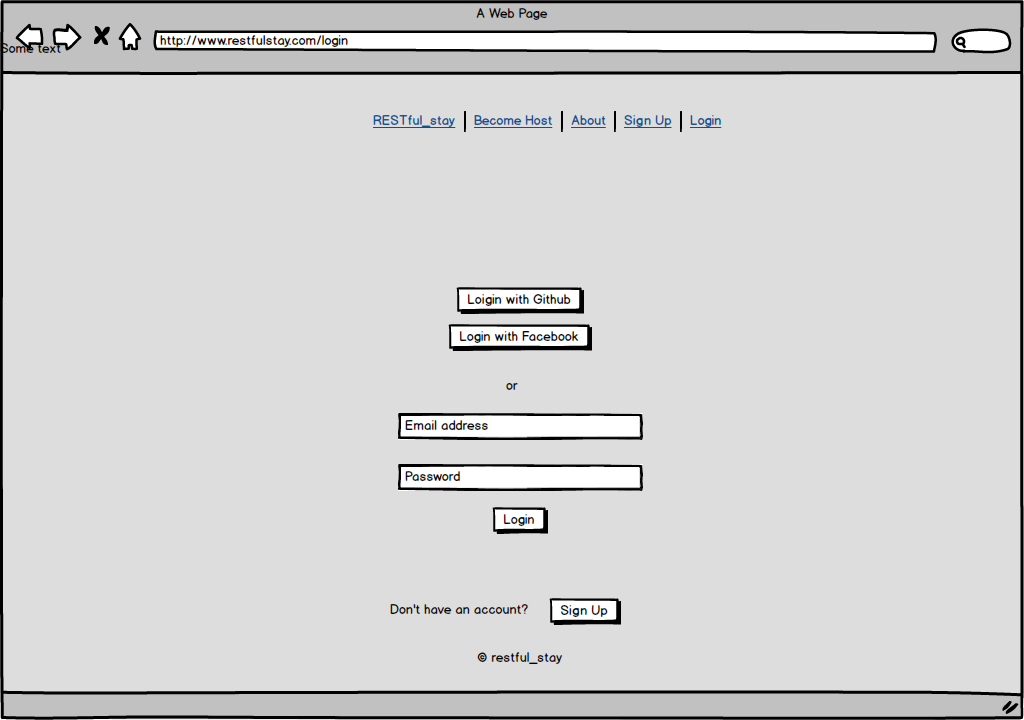 A Web Page
Some text
http://www.restfulstay.com/login
RESTful_stay Become Host About Sign Up Login
Loigin with Github
Login with Facebook
or
Email address
Password
Login
Don't have an account? Sign Up
© restful_stay